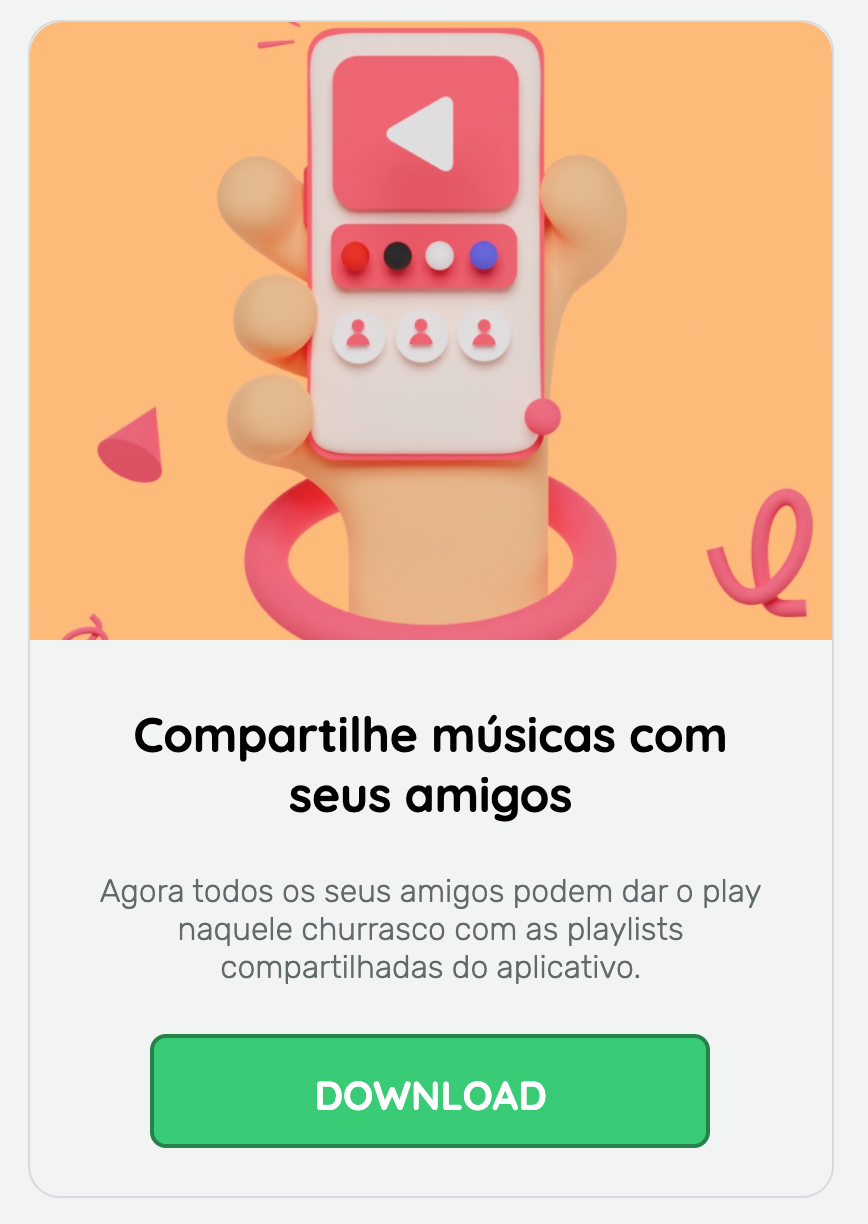 Compartilhe músicas com
seus amigos
Agora todos os seus amigos podem dar o play
naquele churrasco com as playlists
compartilhadas do aplicativo.
DOWNLOAD